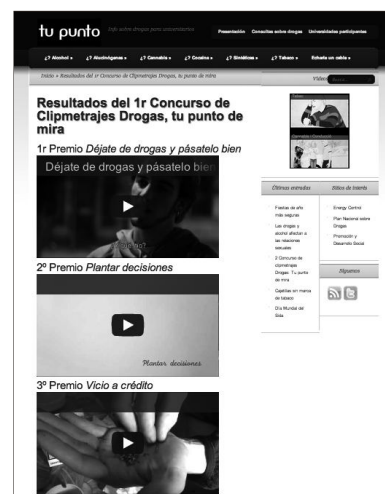 tu punto
Info sobre drogas para universitarios
Presentación Consultas sobre drogas Universidades participantes
¿? Alcohol » ¿? Alucinógenos » ¿? Cannabis » ¿? Cocaína » ¿? Sintéticas » ¿? Tabaco » Échate un cable »
Inicio » Resultados del 1r Concurso de Clipmetrajes Drogas, tu punto de mira
Vídeos
Resultados del 1r Concurso de
Clipmetrajes Drogas, tu punto de
mira
1r Premio Déjate de drogas y pásatelo bien
Déjate de drogas y pásatelo bien
2º Premio Plantar decisiones
Plantar decisiones
3º Premio Vicio a crédito
Últimas entradas
Fiestas de año
más seguras
Las drogas y
alcohol afectan a
las relaciones
sexuales
2 Concurso de
clipmetrajes
Drogas. Tu punto
de mira
Cajetillas sin marca
de tabaco
Día Mundial del
Sida
Sitios de interés
Energy Control
Plan Nacional sobre
Drogas
Promoción y
Desarrollo Social
Síguenos